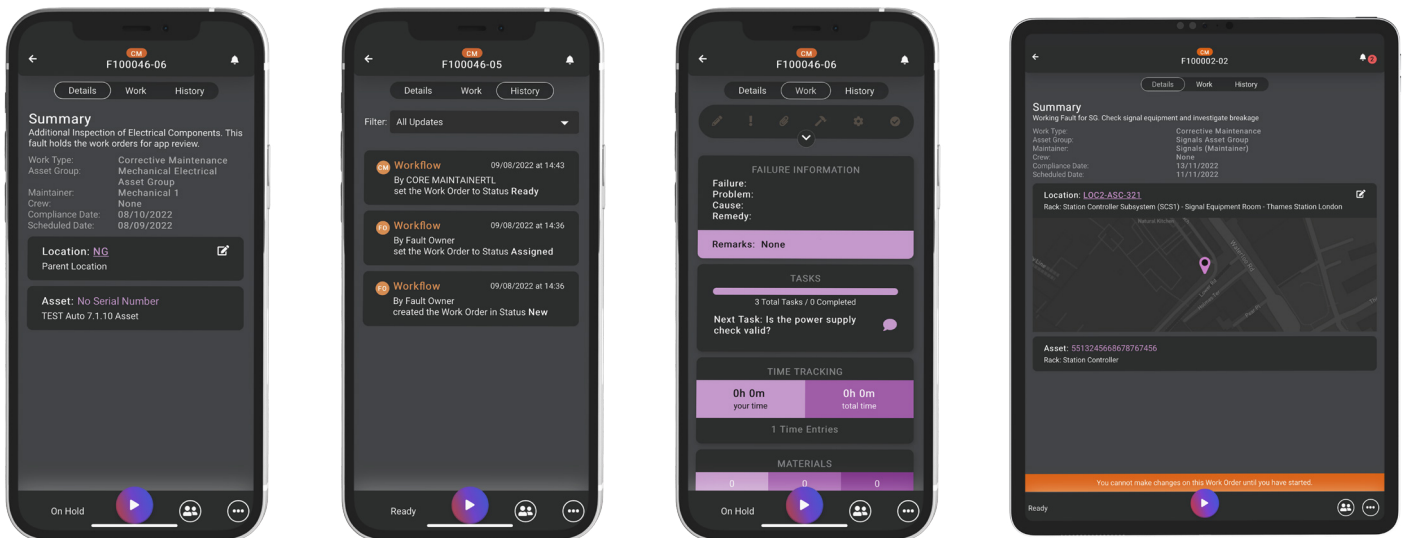 CM
F100046-06
Details Work History
Summary
Additional Inspection of Electrical Components. This
fault holds the work orders for app review.
Work Type: Corrective Maintenance
Asset Group: Mechanical Electrical
Asset Group
Maintainer: Mechanical 1
Crew: None
Compliance Date: 08/10/2022
Scheduled Date: 08/09/2022
Location: NG
Parent Location
Asset: No Serial Number
TEST Auto 7.1.10 Asset
On Hold
CM
F100046-05
Details Work History
Filter: All Updates
CM Workflow 09/08/2022 at 14:43
By CORE MAINTAINERTL
set the Work Order to Status Ready
FO Workflow 09/08/2022 at 14:36
By Fault Owner
set the Work Order to Status Assigned
FO Workflow 09/08/2022 at 14:36
By Fault Owner
created the Work Order in Status New
Ready
CM
F100046-06
Details Work History
FAILURE INFORMATION
Failure:
Problem:
Cause:
Remedy:
Remarks: None
TASKS
3 Total Tasks / 0 Completed
Next Task: Is the power supply
check valid?
TIME TRACKING
0h 0m 0h 0m
your time total time
1 Time Entries
MATERIALS
0 0 0
On Hold
CM
F100002-02
2
Details Work History
Summary
Working Fault for SG. Check signal equipment and investigate breakage
Work Type: Corrective Maintenance
Asset Group: Signals Asset Group
Maintainer: Signals (Maintainer)
Crew: None
Compliance Date: 13/11/2022
Scheduled Date: 11/11/2022
Location: LOC2-ASC-321
Rack: Station Controller Subsystem (SCS1) - Signal Equipment Room - Thames Station London
Natural Kitchen
Waterloo Rd
Asset: 5513245668678767456
Rack: Station Controller
You cannot make changes on this Work Order until you have started.
Ready